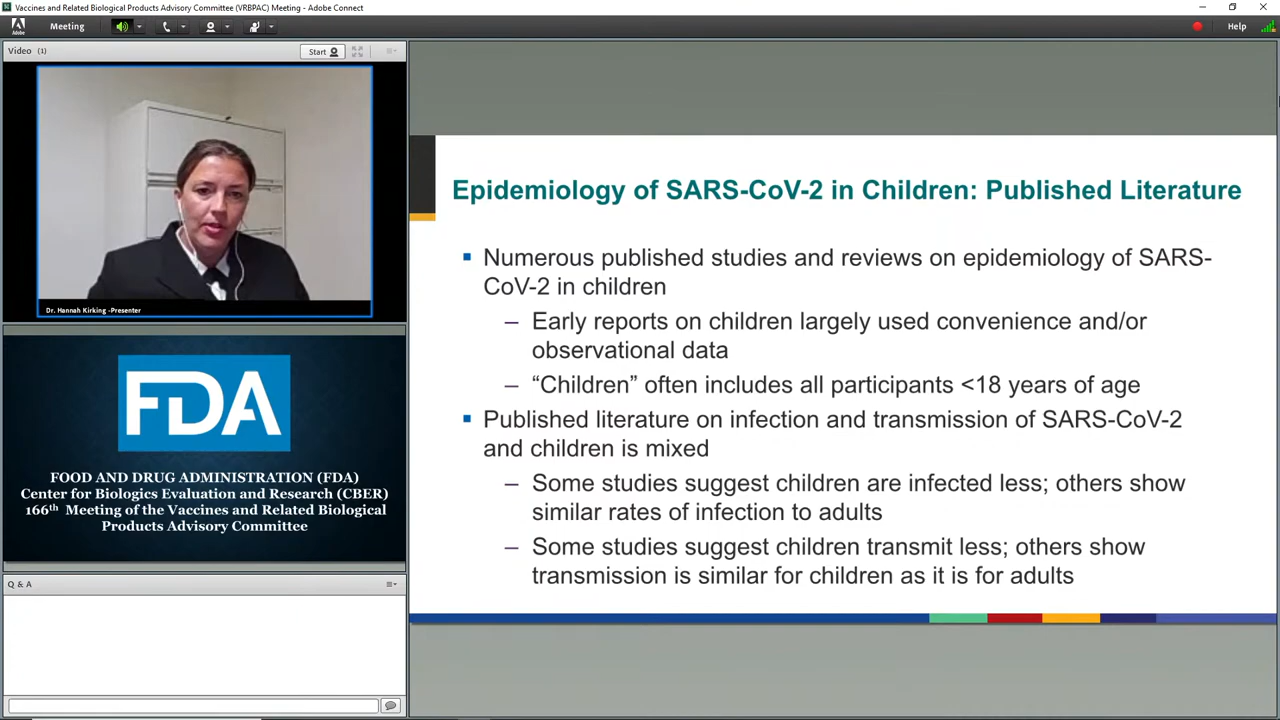 Vaccines and Related Biological Products Advisory Committee (VRBPAC) Meeting - Adobe Connect
Meeting
Help
Video (1)
Start
Dr. Hannah Kirking -Presenter
FDA
FOOD AND DRUG ADMINISTRATION (FDA)
Center for Biologics Evaluation and Research (CBER)
166th Meeting of the Vaccines and Related Biological
Products Advisory Committee
Q & A
Epidemiology of SARS-CoV-2 in Children: Published Literature
Numerous published studies and reviews on epidemiology of SARS-
CoV-2 in children
– Early reports on children largely used convenience and/or
observational data
– “Children” often includes all participants <18 years of age
Published literature on infection and transmission of SARS-CoV-2
and children is mixed
– Some studies suggest children are infected less; others show
similar rates of infection to adults
– Some studies suggest children transmit less; others show
transmission is similar for children as it is for adults